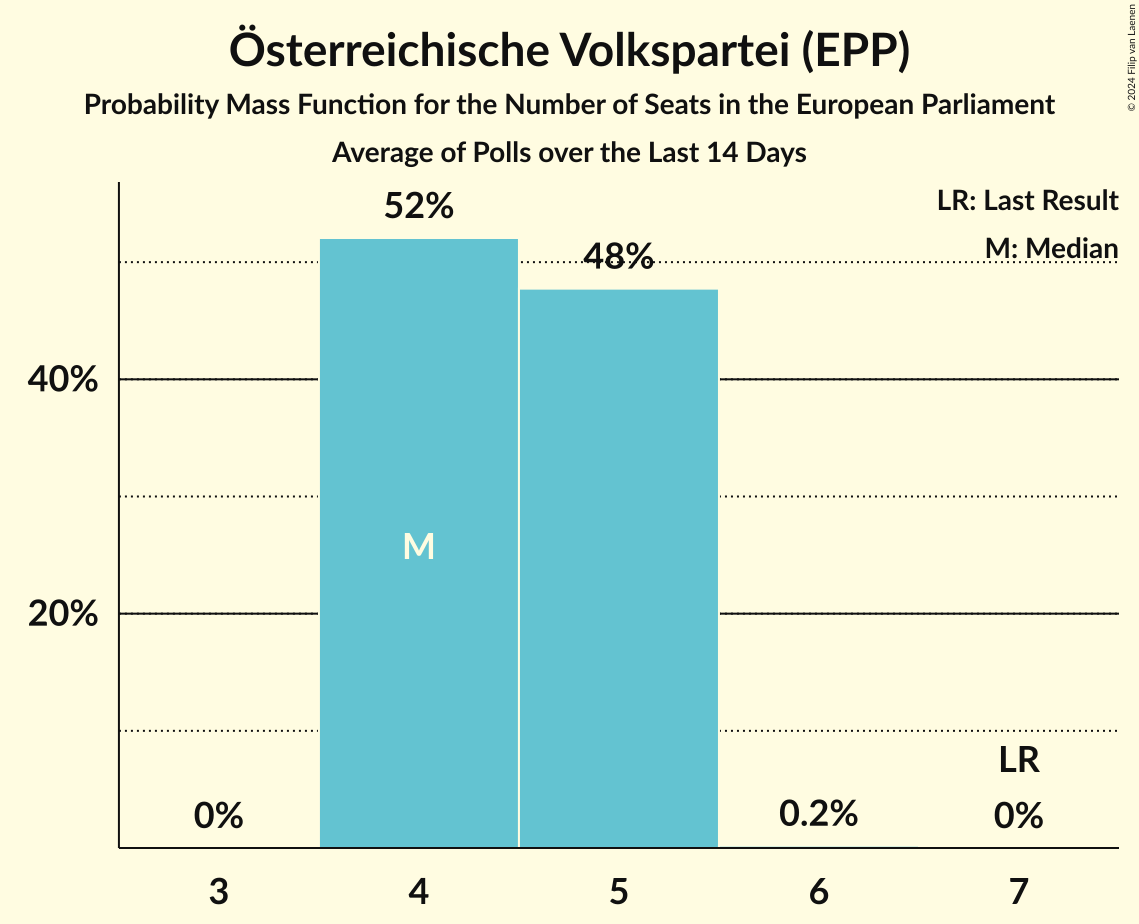 Österreichische Volkspartei (EPP)
Probability Mass Function for the Number of Seats in the European Parliament
Average of Polls over the Last 14 Days
© 2024 Filip van Laenen
LR: Last Result
M: Median
52%
48%
40%
20%
M
LR
0%
0.2%
0%
3 4 5 6 7